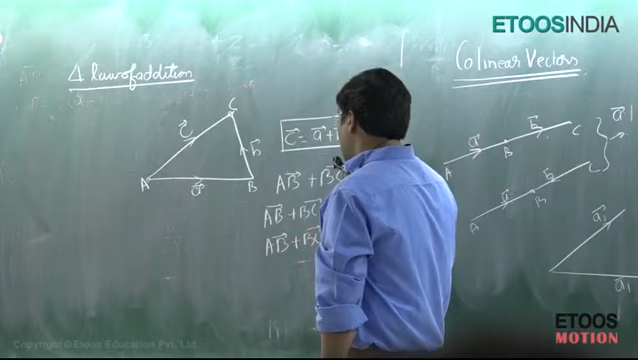 ETOOSINDIA
Δ law of addition
Colinear Vectors
C
c⃗
b⃗
A
a⃗
B
c⃗ = a⃗ +
AB⃗ + BC⃗
AB⃗ + BC⃗
AB⃗ + BC⃗
a⃗
b⃗
C
A
B
a⃗
b⃗
A
B
a⃗ |
a⃗₂
a⃗₁
ETOOS
MOTION
Copyright © Etoos Education Pvt. Ltd.